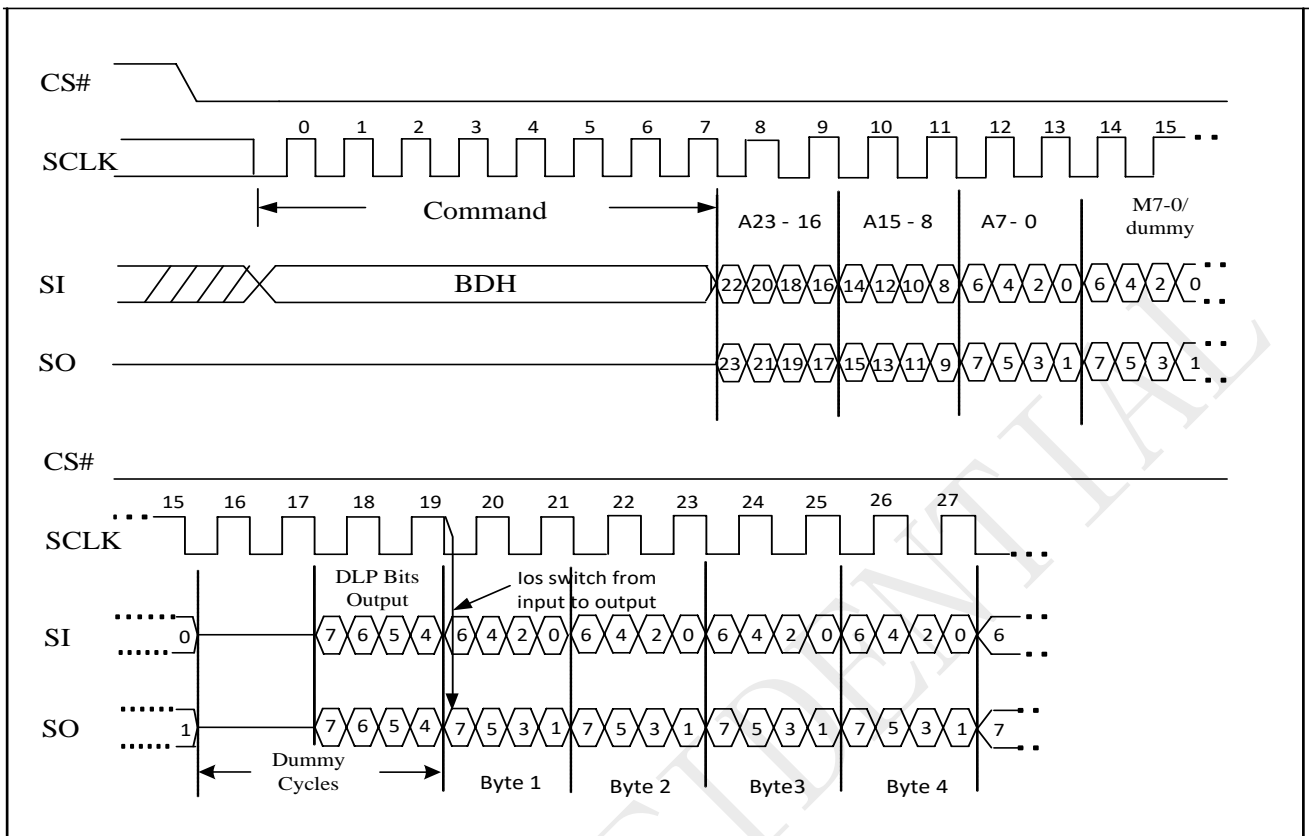 CS#
0 1 2 3 4 5 6 7 8 9 10 11 12 13 14 15
SCLK
Command
A23 - 16 A15 - 8 A7 - 0 M7-0/
dummy
SI BDH 22 20 18 16 14 12 10 8 6 4 2 0 6 4 2 0
SO 23 21 19 17 15 13 11 9 7 5 3 1 7 5 3 1
CS#
15 16 17 18 19 20 21 22 23 24 25 26 27
SCLK
DLP Bits
Output
Ios switch from
input to output
SI 0 7 6 5 4 6 4 2 0 6 4 2 0 6 4 2 0 6 4 2 0 6
SO 1 7 6 5 4 7 5 3 1 7 5 3 1 7 5 3 1 7 5 3 1 7
Dummy
Cycles
Byte 1 Byte 2 Byte3 Byte 4
IDENTIAL